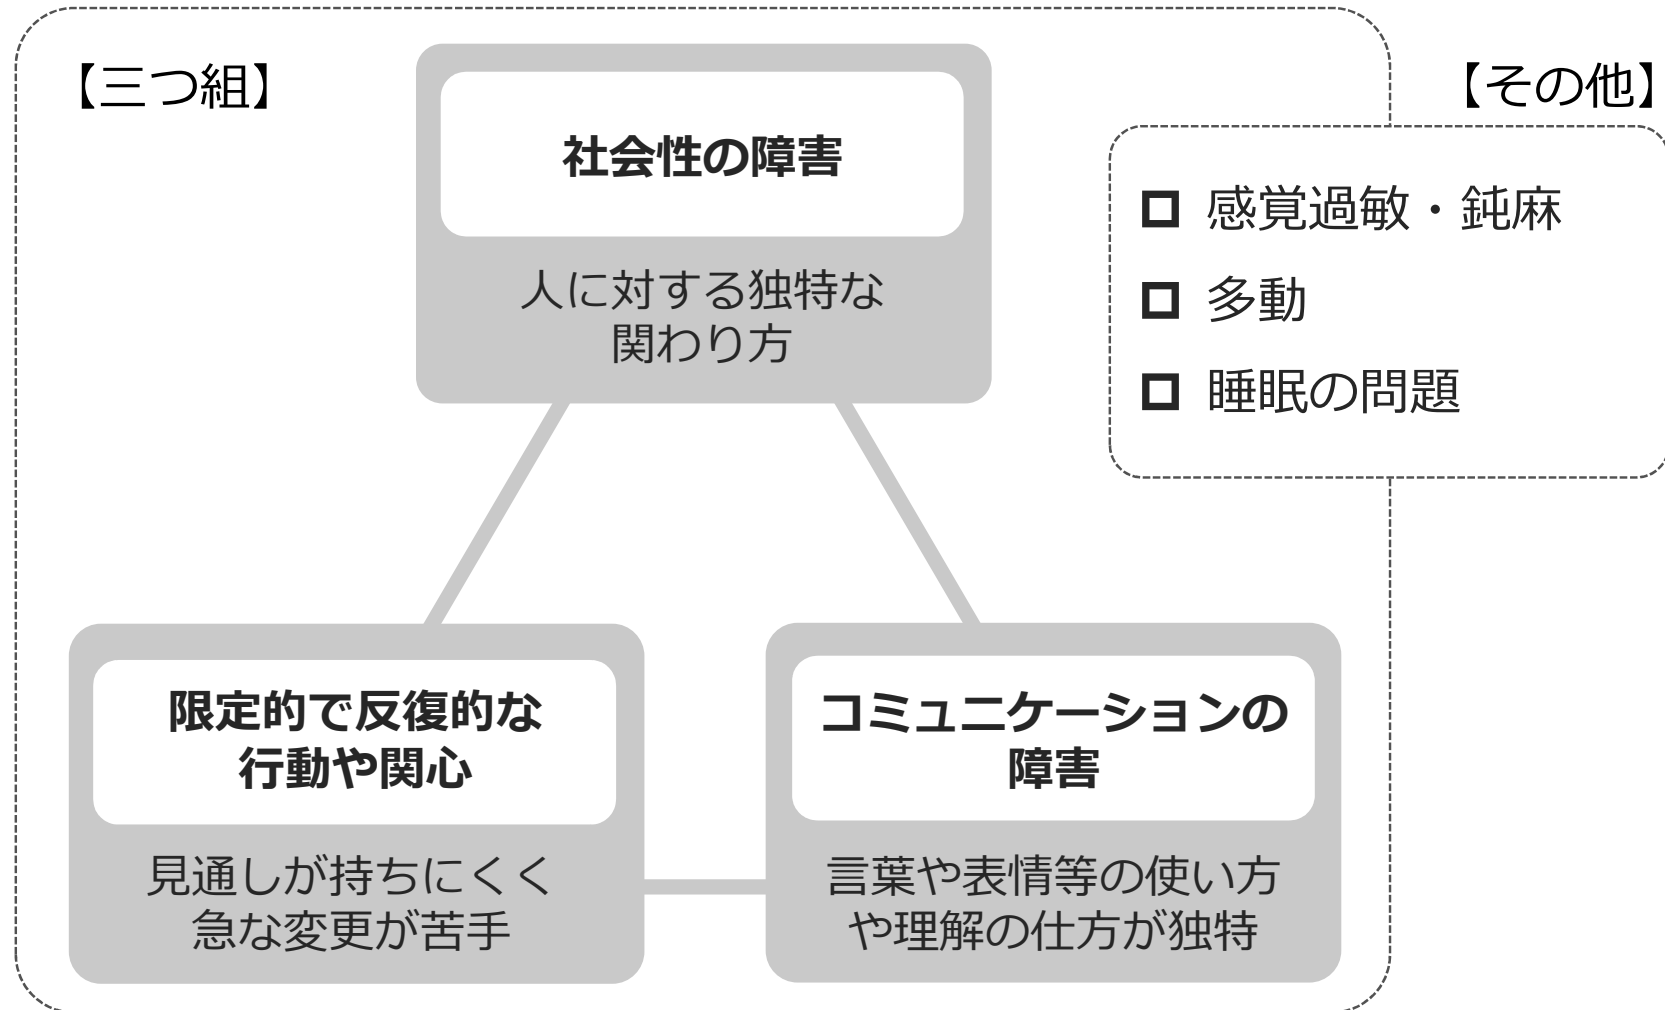 【三つ組】
社会性の障害
人に対する独特な
関わり方
限定的で反復的な
行動や関心
見通しが持ちにくく
急な変更が苦手
コミュニケーションの
障害
言葉や表情等の使い方
や理解の仕方が独特
【その他】
感覚過敏・鈍麻
多動
睡眠の問題